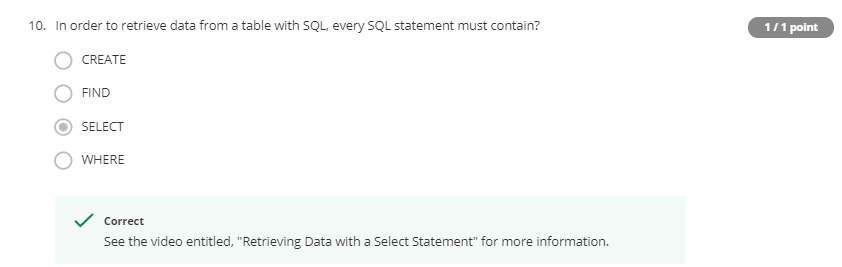 10. In order to retrieve data from a table with SQL, every SQL statement must contain?
1 / 1 point
CREATE
FIND
SELECT
WHERE
Correct
See the video entitled, "Retrieving Data with a Select Statement" for more information.